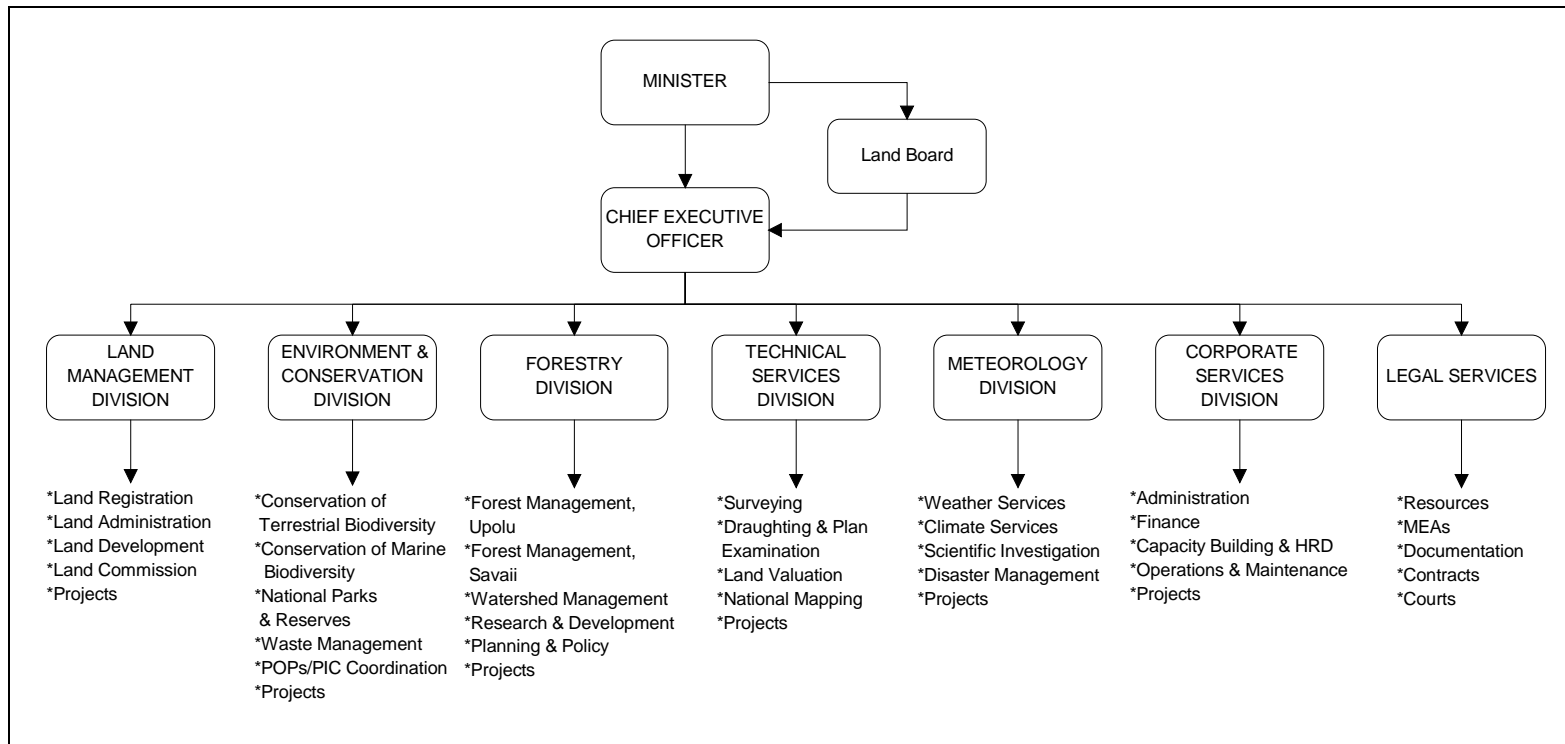 MINISTER
Land Board
CHIEF EXECUTIVE
OFFICER
LAND
MANAGEMENT
DIVISION
ENVIRONMENT &
CONSERVATION
DIVISION
FORESTRY
DIVISION
TECHNICAL
SERVICES
DIVISION
METEOROLOGY
DIVISION
CORPORATE
SERVICES
DIVISION
LEGAL SERVICES
*Land Registration
*Land Administration
*Land Development
*Land Commission
*Projects
*Conservation of
Terrestrial Biodiversity
*Conservation of Marine
Biodiversity
*National Parks
& Reserves
*Waste Management
*POPs/PIC Coordination
*Projects
*Forest Management,
Upolu
*Forest Management,
Savaii
*Watershed Management
*Research & Development
*Planning & Policy
*Projects
*Surveying
*Draughting & Plan
Examination
*Land Valuation
*National Mapping
*Projects
*Weather Services
*Climate Services
*Scientific Investigation
*Disaster Management
*Projects
*Administration
*Finance
*Capacity Building & HRD
*Operations & Maintenance
*Projects
*Resources
*MEAs
*Documentation
*Contracts
*Courts